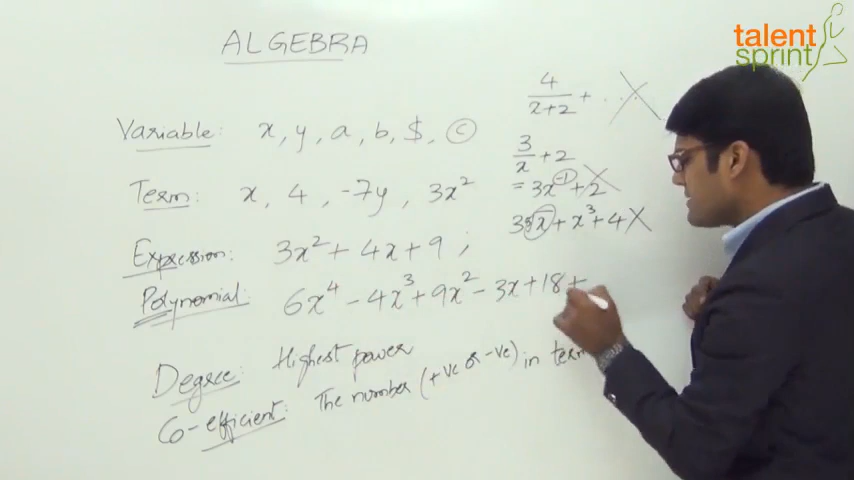 talent
sprint
ALGEBRA
Variable: x, y, a, b, $, ©
Term: x, 4, -7y, 3x²
Expression: 3x² + 4x + 9 ;
Polynomial: 6x⁴ - 4x³ + 9x² - 3x + 18 +
Degree: Highest power
Co-efficient: The number (+ve or -ve) in term
4/(x+2) + . . X
3/x + 2
= 3x⁻¹ + 2 X
+ x³ + 4 X